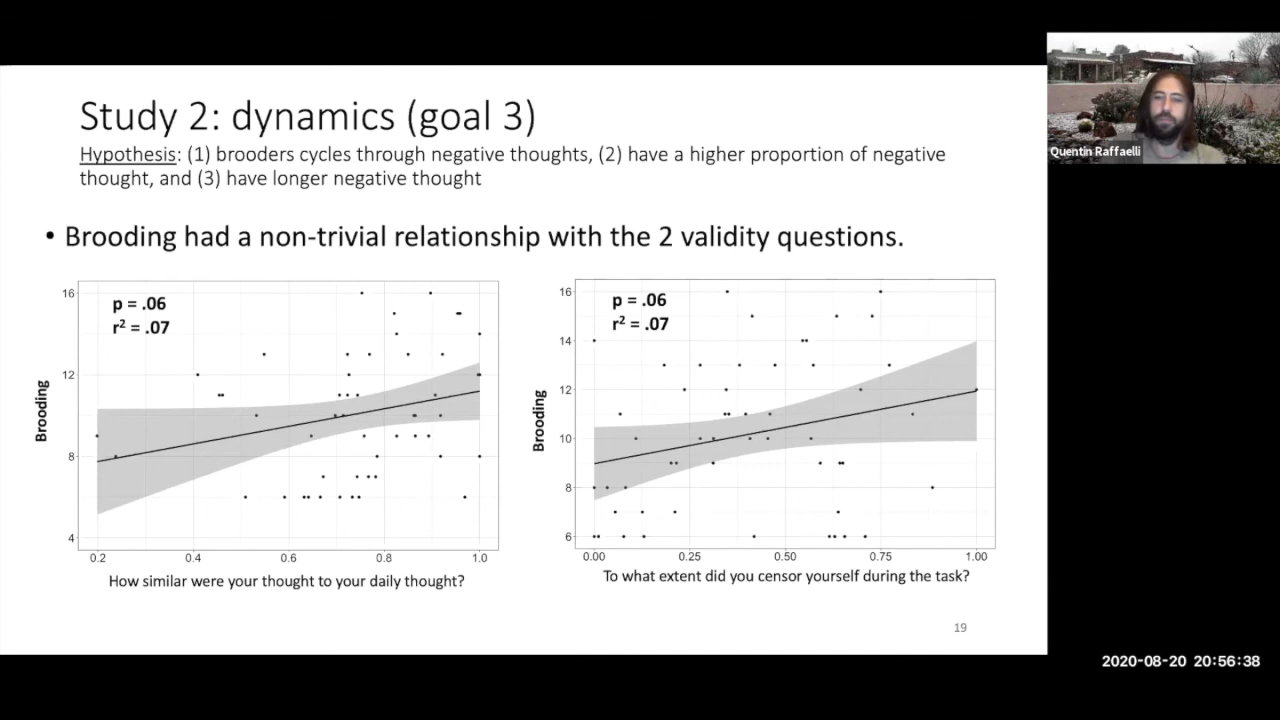 Study 2: dynamics (goal 3)
Hypothesis: (1) brooders cycles through negative thoughts, (2) have a higher proportion of negative
thought, and (3) have longer negative thought
• Brooding had a non-trivial relationship with the 2 validity questions.
p = .06
r² = .07
Brooding
16
12
8
4
0.2 0.4 0.6 0.8 1.0
How similar were your thought to your daily thought?
p = .06
r² = .07
Brooding
16
14
12
10
8
6
0.00 0.25 0.50 0.75 1.00
To what extent did you censor yourself during the task?
19
Quentin Raffaelli
2020-08-20 20:56:38